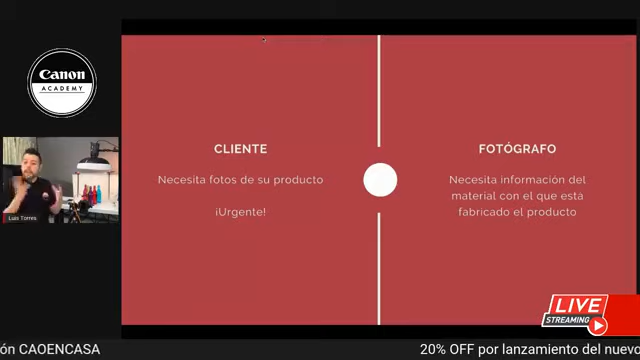 Canon
ACADEMY
CLIENTE
Necesita fotos de su producto
¡Urgente!
FOTÓGRAFO
Necesita información del
material con el que está
fabricado el producto
Luis Torres
LIVE
STREAMING
ón CAOENCASA
20% OFF por lanzamiento del nuevo